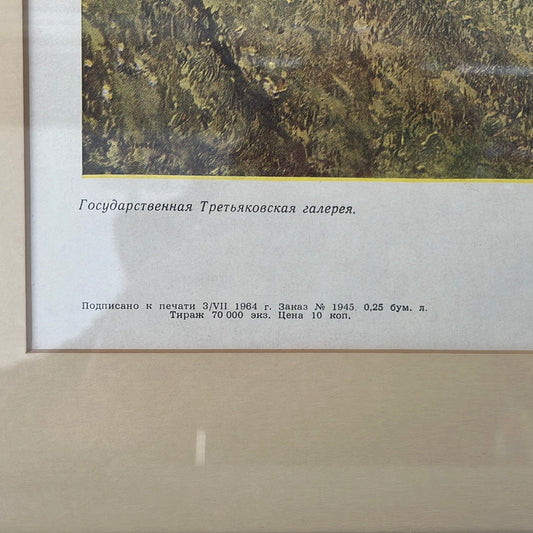 Государственная Третьяковская галерея.
Подписано к печати 3/VII 1964 г. Заказ № 1945. 0,25 бум. л.
Тираж 70 000 экз. Цена 10 коп.